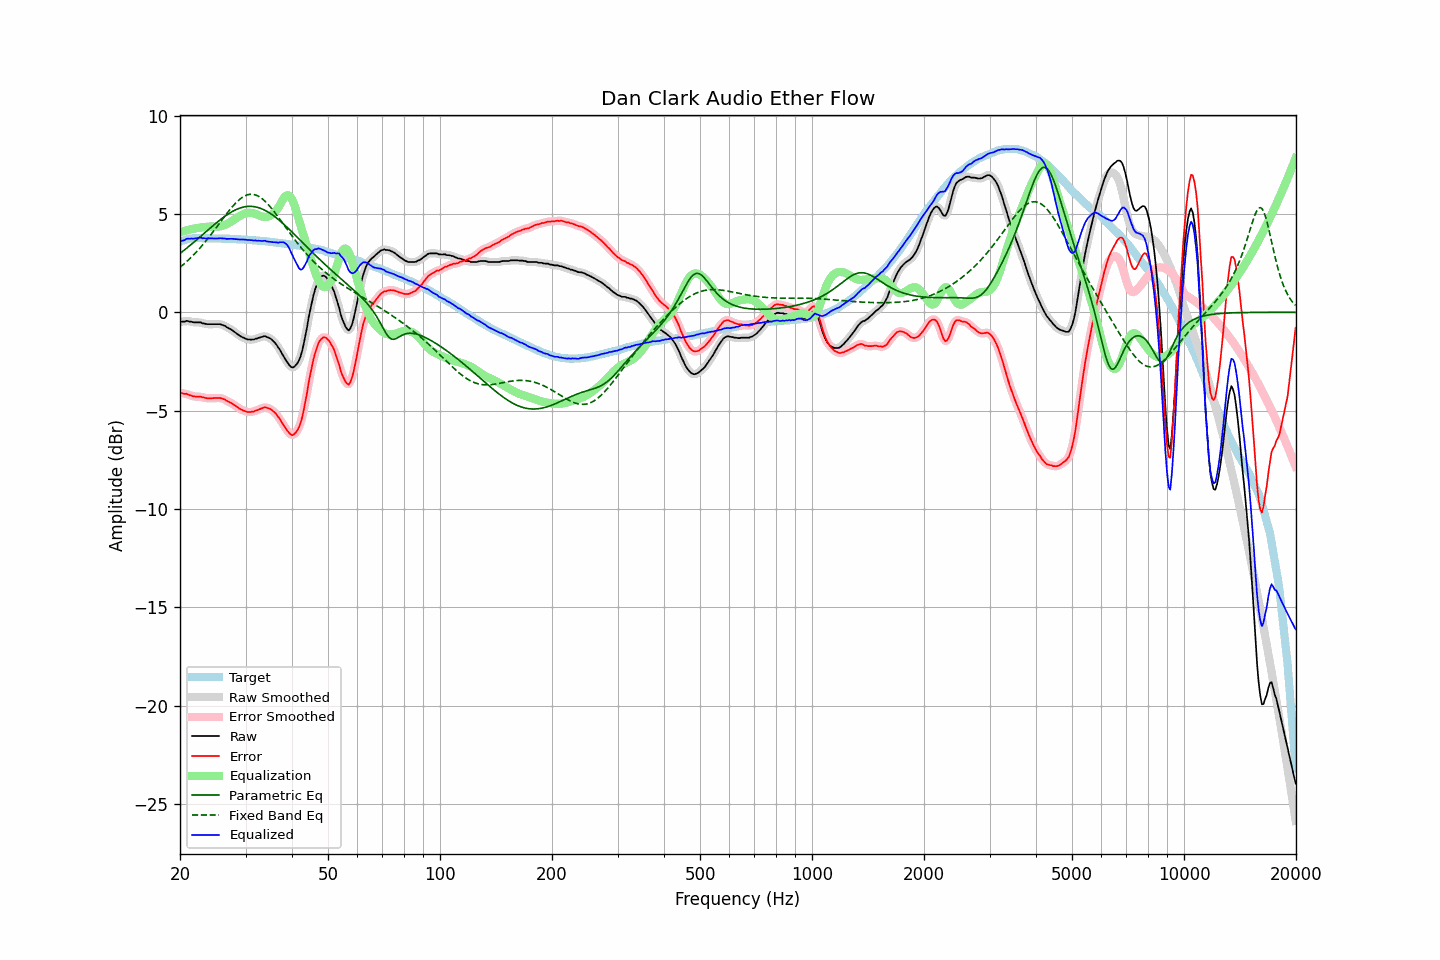 Dan Clark Audio Ether Flow
10
5
0
−5
−10
−15
−20
−25
Amplitude (dBr)
Target
Raw Smoothed
Error Smoothed
Raw
Error
Equalization
Parametric Eq
Fixed Band Eq
Equalized
20 50 100 200 500 1000 2000 5000 10000 20000
Frequency (Hz)